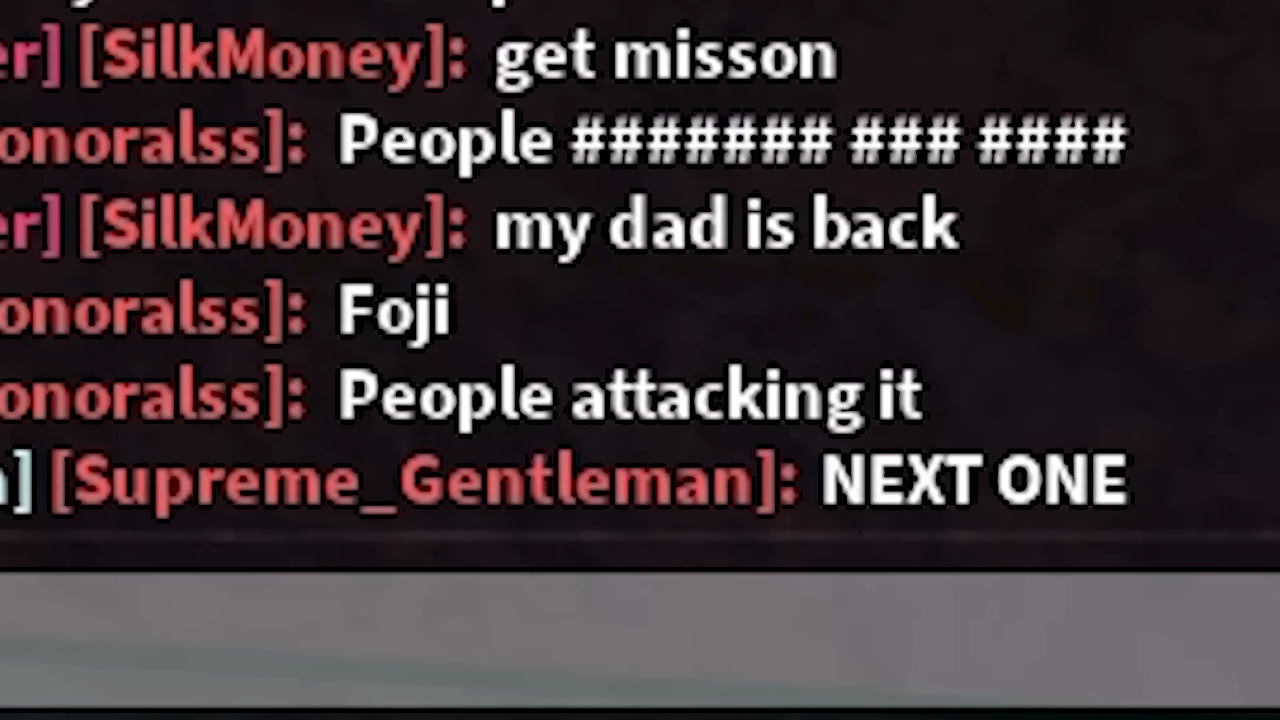 er] [SilkMoney]: get misson
onoralss]: People ####### ### ####
er] [SilkMoney]: my dad is back
onoralss]: Foji
onoralss]: People attacking it
] [Supreme_Gentleman]: NEXT ONE